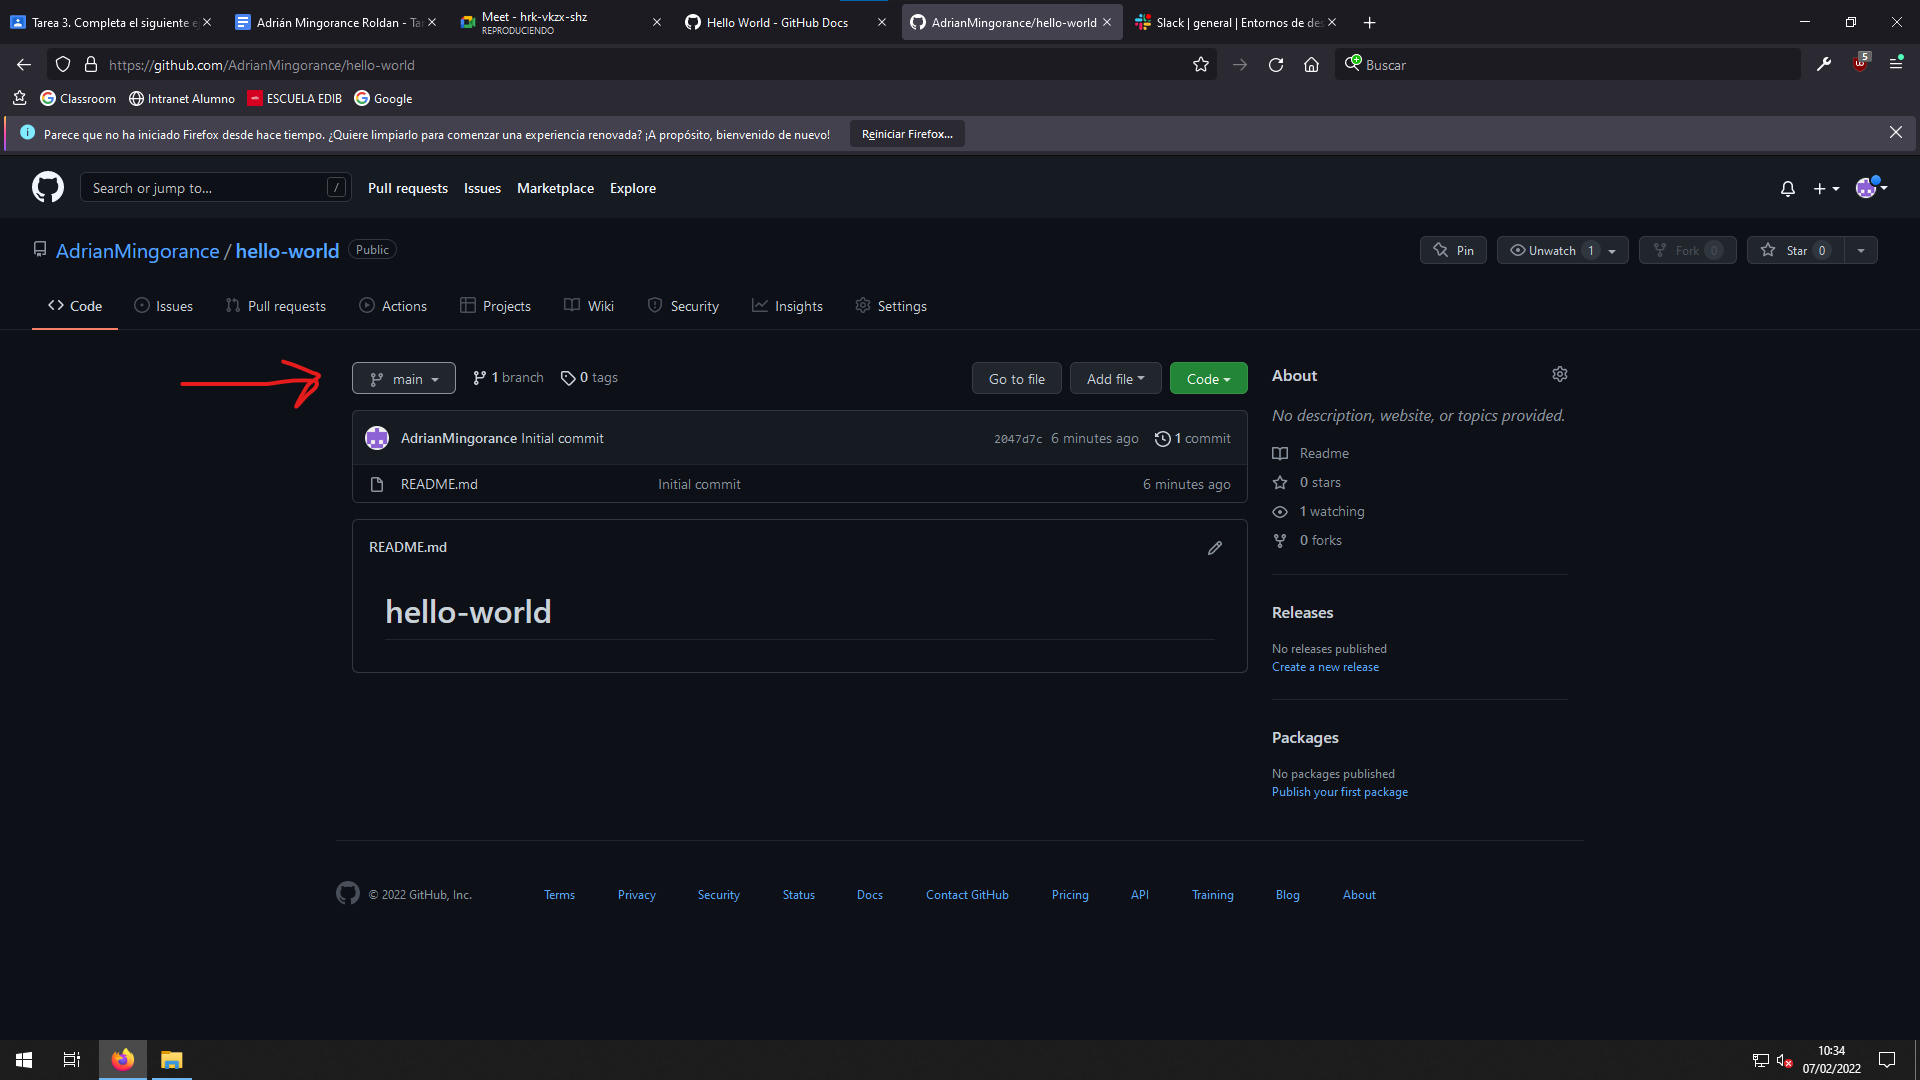 Tarea 3. Completa el siguiente e
Adrián Mingorance Roldan - Ta
Meet - hrk-vkzx-shz
REPRODUCIENDO
Hello World - GitHub Docs
AdrianMingorance/hello-world
Slack | general | Entornos de des
https://github.com/AdrianMingorance/hello-world
Buscar
5
Classroom
Intranet Alumno
ESCUELA EDIB
Google
Parece que no ha iniciado Firefox desde hace tiempo. ¿Quiere limpiarlo para comenzar una experiencia renovada? ¡A propósito, bienvenido de nuevo!
Reiniciar Firefox...
Search or jump to...
/
Pull requests
Issues
Marketplace
Explore
AdrianMingorance / hello-world
Public
Pin
Unwatch 1
Fork 0
Star 0
Code
Issues
Pull requests
Actions
Projects
Wiki
Security
Insights
Settings
main
1 branch
0 tags
Go to file
Add file
Code
AdrianMingorance Initial commit
2047d7c 6 minutes ago
1 commit
README.md
Initial commit
6 minutes ago
README.md
hello-world
About
No description, website, or topics provided.
Readme
0 stars
1 watching
0 forks
Releases
No releases published
Create a new release
Packages
No packages published
Publish your first package
© 2022 GitHub, Inc.
Terms
Privacy
Security
Status
Docs
Contact GitHub
Pricing
API
Training
Blog
About
10:34
07/02/2022